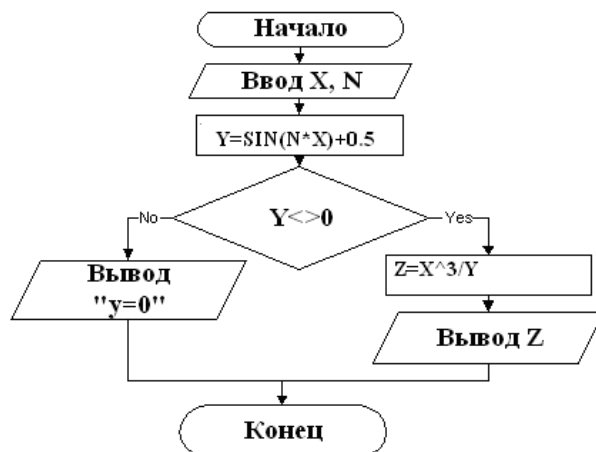 Начало
Ввод X, N
Y=SIN(N*X)+0.5
Y<>0
No
Yes
Вывод
"y=0"
Z=X^3/Y
Вывод Z
Конец